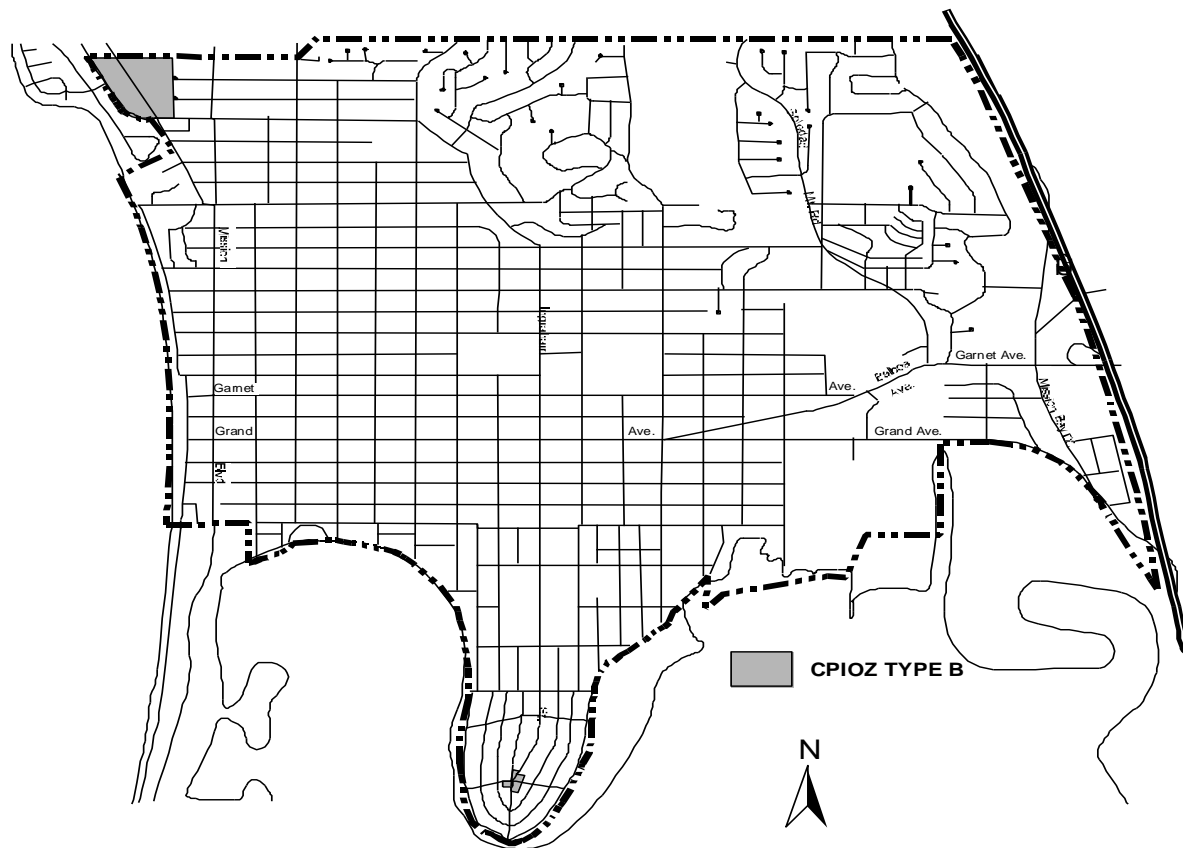 Mission
Ingraham
Garnet Ave.
Balboa
Ave.
Garnet
Ave.
Mission Bay Dr.
Grand
Ave.
Grand Ave.
Blvd
CPIOZ TYPE B
N